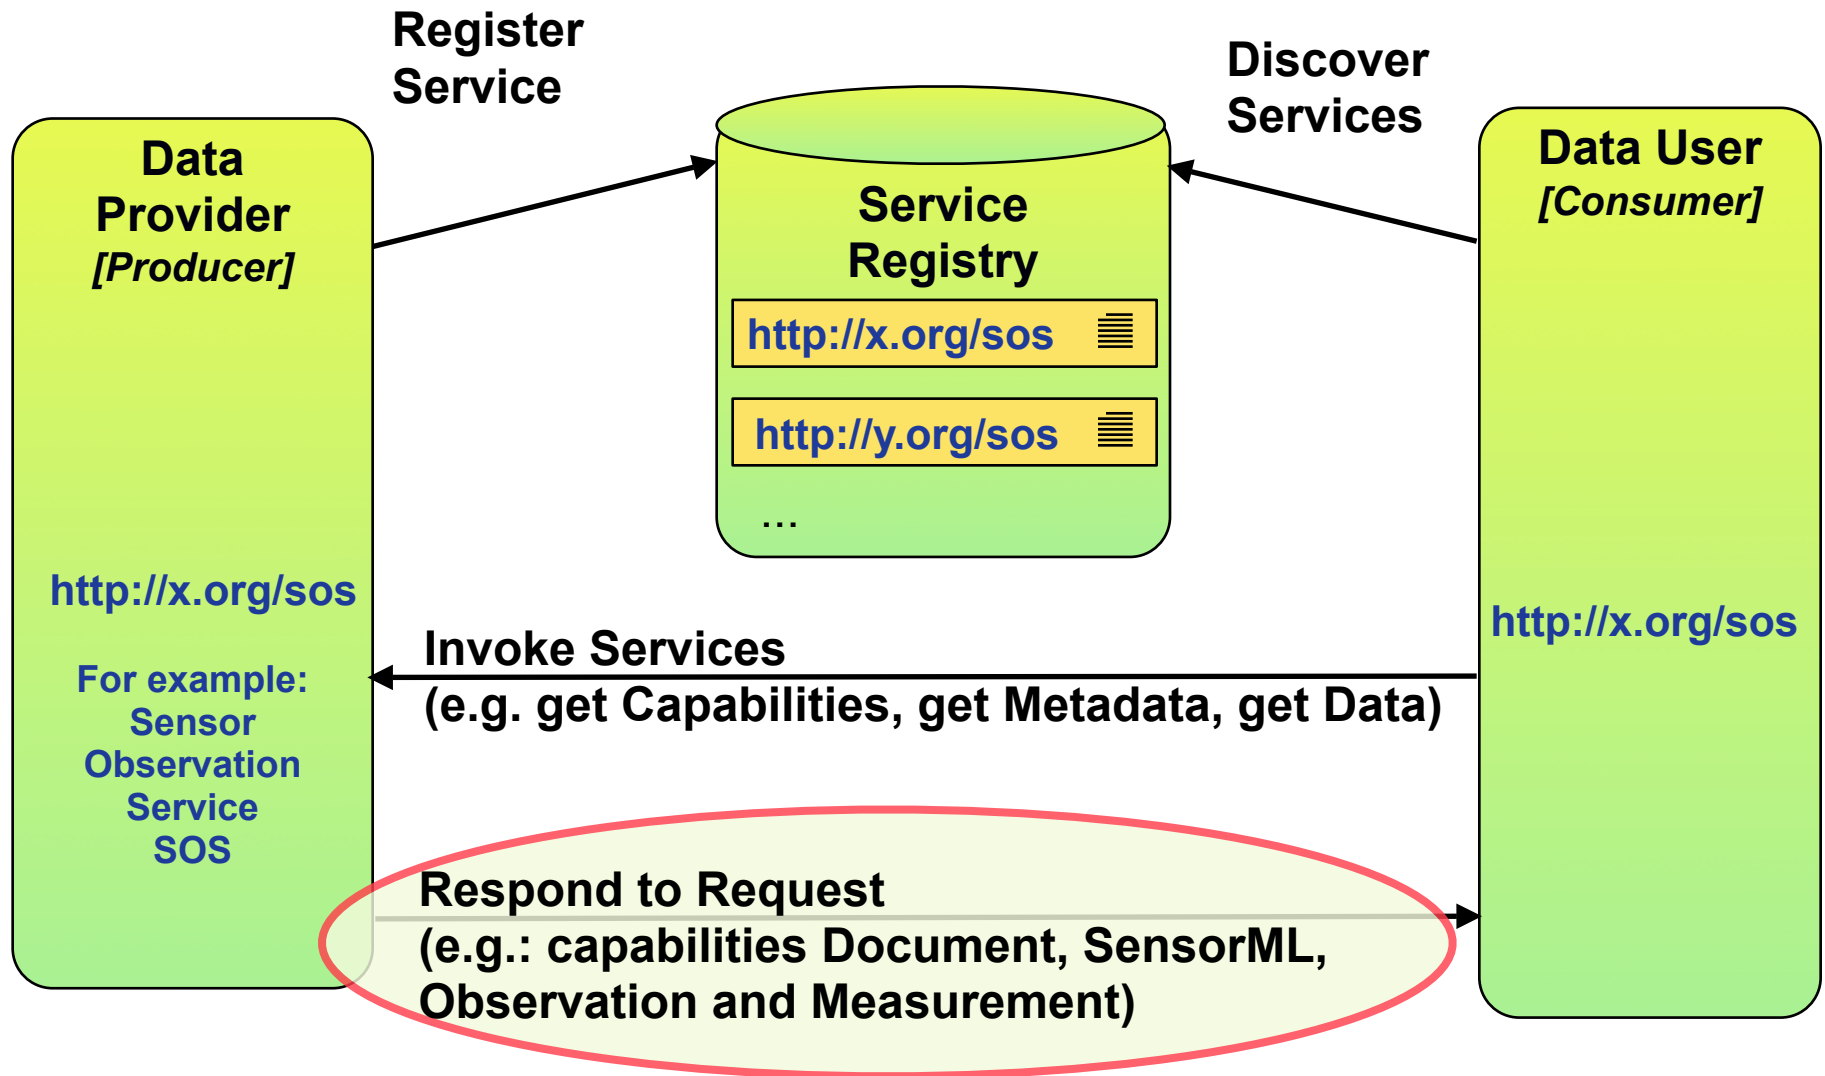 Register
Service
Discover
Services
Data
Provider
[Producer]
http://x.org/sos
For example:
Sensor
Observation
Service
SOS
Service
Registry
http://x.org/sos
http://y.org/sos
...
Data User
[Consumer]
http://x.org/sos
Invoke Services
(e.g. get Capabilities, get Metadata, get Data)
Respond to Request
(e.g.: capabilities Document, SensorML,
Observation and Measurement)